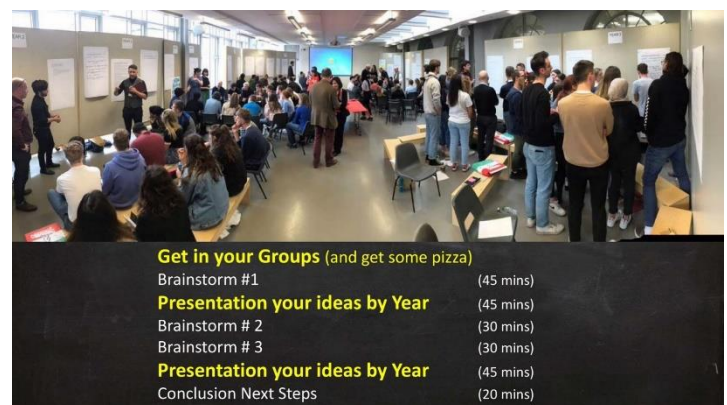 Get in your Groups (and get some pizza)
Brainstorm #1 (45 mins)
Presentation your ideas by Year (45 mins)
Brainstorm # 2 (30 mins)
Brainstorm # 3 (30 mins)
Presentation your ideas by Year (45 mins)
Conclusion Next Steps (20 mins)